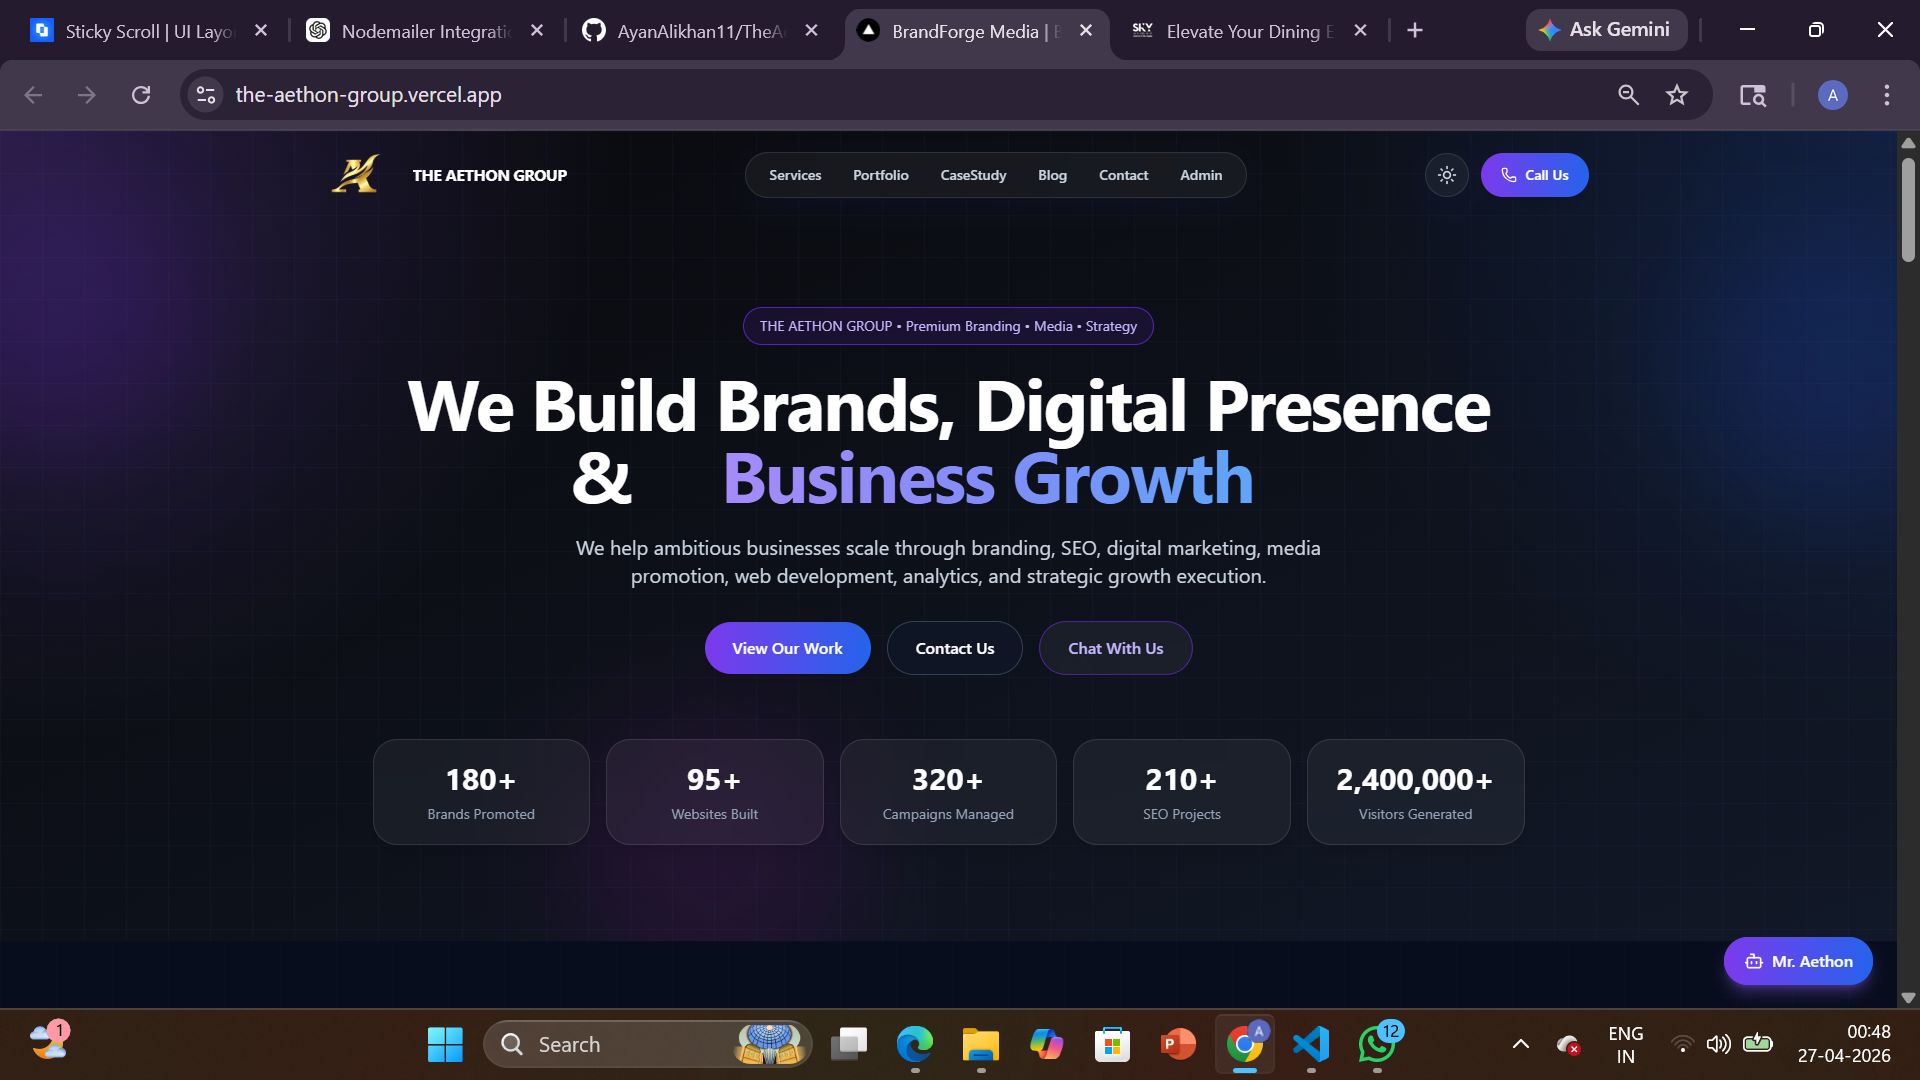 Sticky Scroll | UI Layo
Nodemailer Integrati
AyanAlikhan11/TheA
BrandForge Media |
Elevate Your Dining E
Ask Gemini
the-aethon-group.vercel.app
A
THE AETHON GROUP
Services
Portfolio
CaseStudy
Blog
Contact
Admin
Call Us
THE AETHON GROUP • Premium Branding • Media • Strategy
We Build Brands, Digital Presence
& Business Growth
We help ambitious businesses scale through branding, SEO, digital marketing, media
promotion, web development, analytics, and strategic growth execution.
View Our Work
Contact Us
Chat With Us
180+
Brands Promoted
95+
Websites Built
320+
Campaigns Managed
210+
SEO Projects
2,400,000+
Visitors Generated
Mr. Aethon
1
Search
A
12
ENG
IN
00:48
27-04-2026